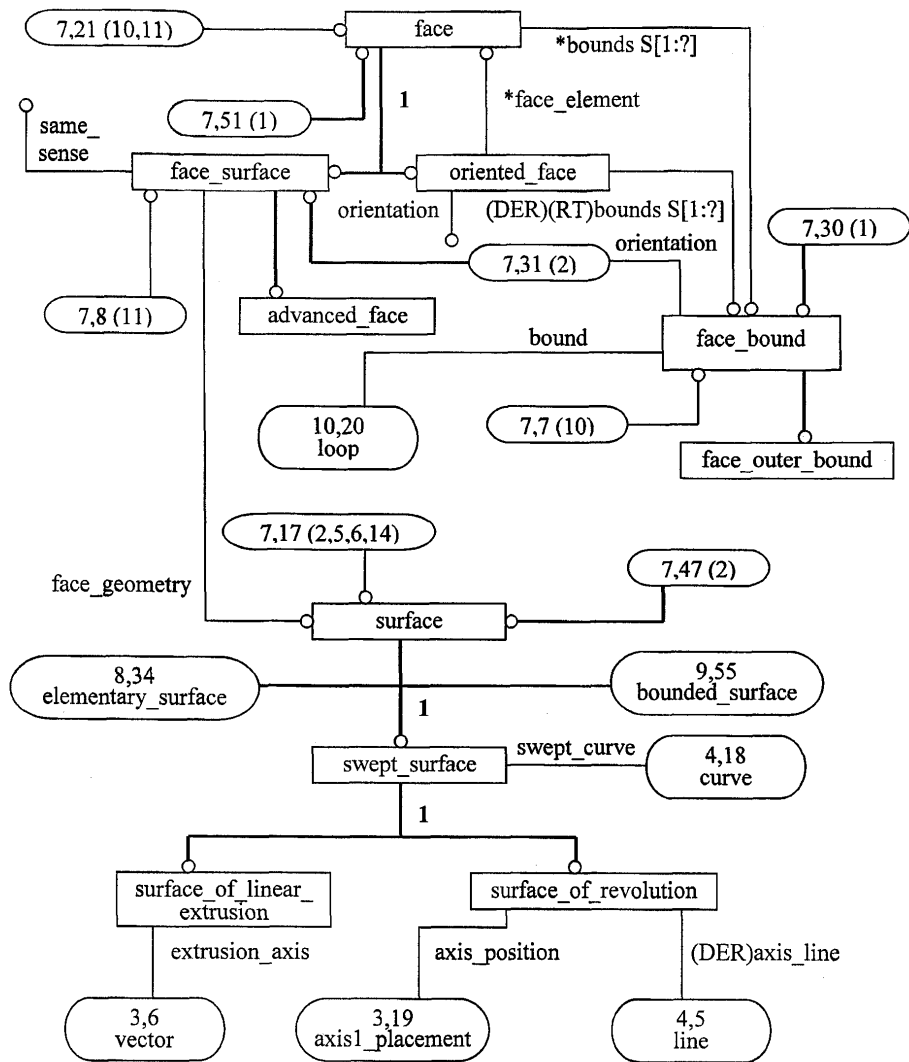 7,21 (10,11)
face
*bounds S[1:?]
7,51 (1)
1
*face_element
same_
sense
face_surface
oriented_face
orientation
(DER)(RT)bounds S[1:?]
orientation
7,30 (1)
7,31 (2)
7,8 (11)
advanced_face
bound
face_bound
10,20
loop
7,7 (10)
face_outer_bound
7,17 (2,5,6,14)
7,47 (2)
face_geometry
surface
8,34
elementary_surface
9,55
bounded_surface
1
swept_surface
swept_curve
4,18
curve
1
surface_of_linear_
extrusion
surface_of_revolution
extrusion_axis
axis_position
(DER)axis_line
3,6
vector
3,19
axis1_placement
4,5
line